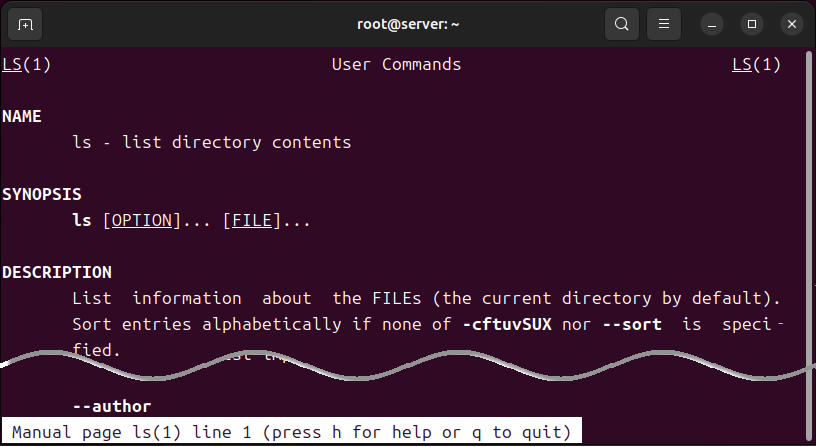 root@server: ~
LS(1) User Commands LS(1)
NAME
ls - list directory contents
SYNOPSIS
ls [OPTION]... [FILE]...
DESCRIPTION
List information about the FILEs (the current directory by default).
Sort entries alphabetically if none of -cftuvSUX nor --sort is speci-
fied.
--author
Manual page ls(1) line 1 (press h for help or q to quit)